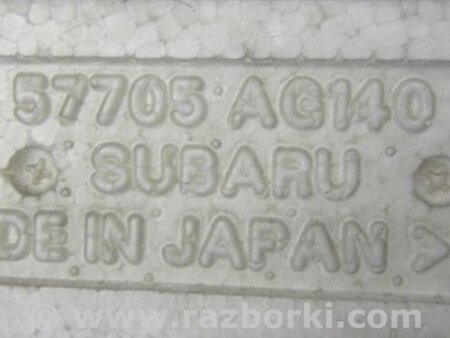 57705 AG140
SUBARU
DE IN JAPAN >
www.razborki.com